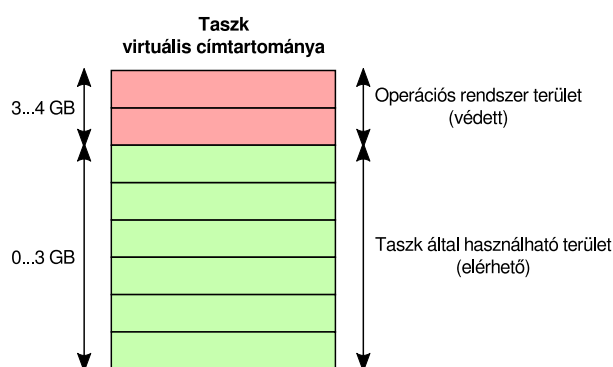 Taszk
virtuális címtartománya
3...4 GB
Operációs rendszer terület
(védett)
0...3 GB
Taszk által használható terület
(elérhető)